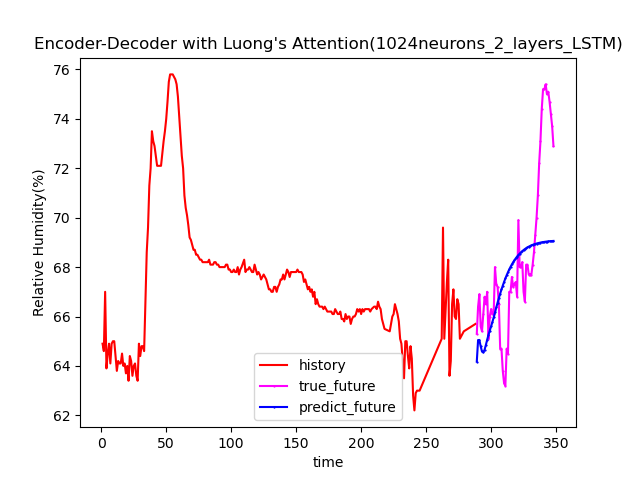 Encoder-Decoder with Luong's Attention(1024neurons_2_layers_LSTM)
76
74
72
70
68
66
64
62
Relative Humidity(%)
history
true_future
predict_future
0 50 100 150 200 250 300 350
time